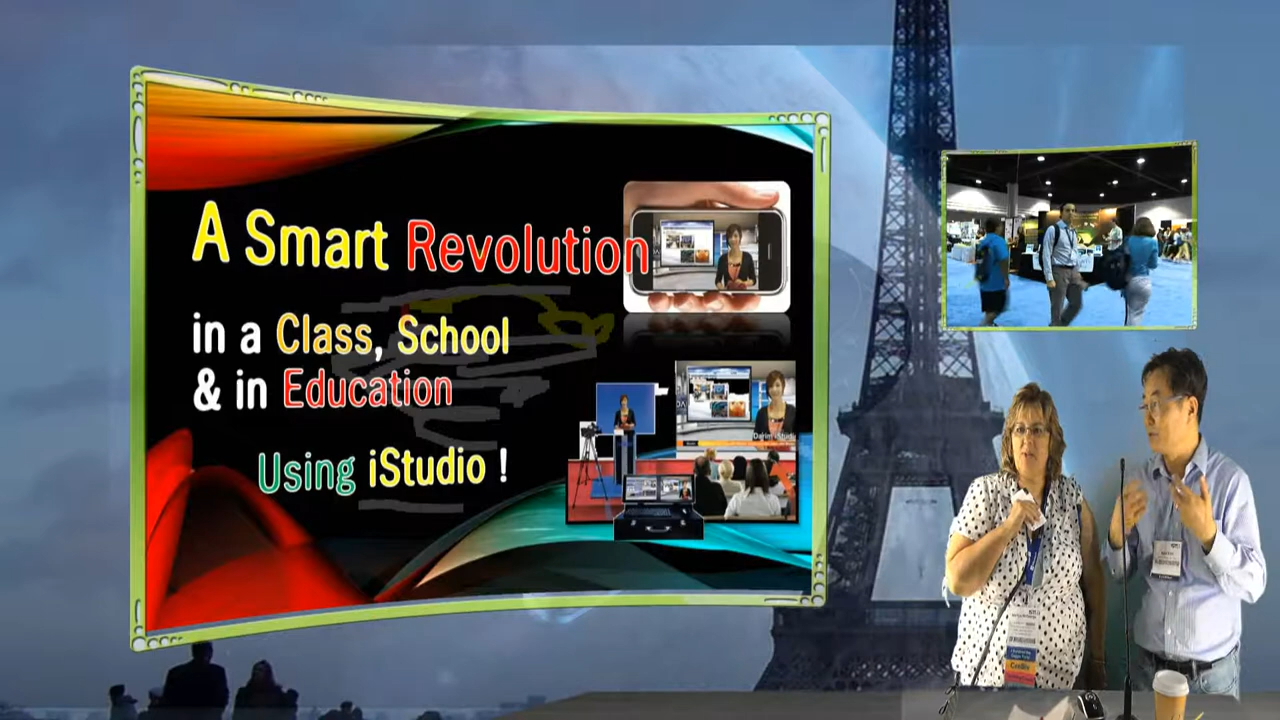 A Smart Revolution
in a Class, School
& in Education
Using iStudio !